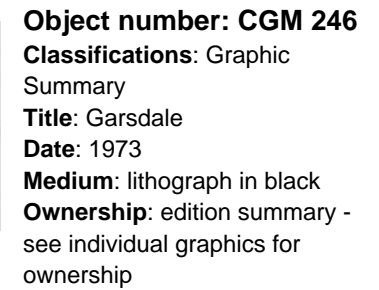 Object number: CGM 246
Classifications: Graphic
Summary
Title: Garsdale
Date: 1973
Medium: lithograph in black
Ownership: edition summary -
see individual graphics for
ownership